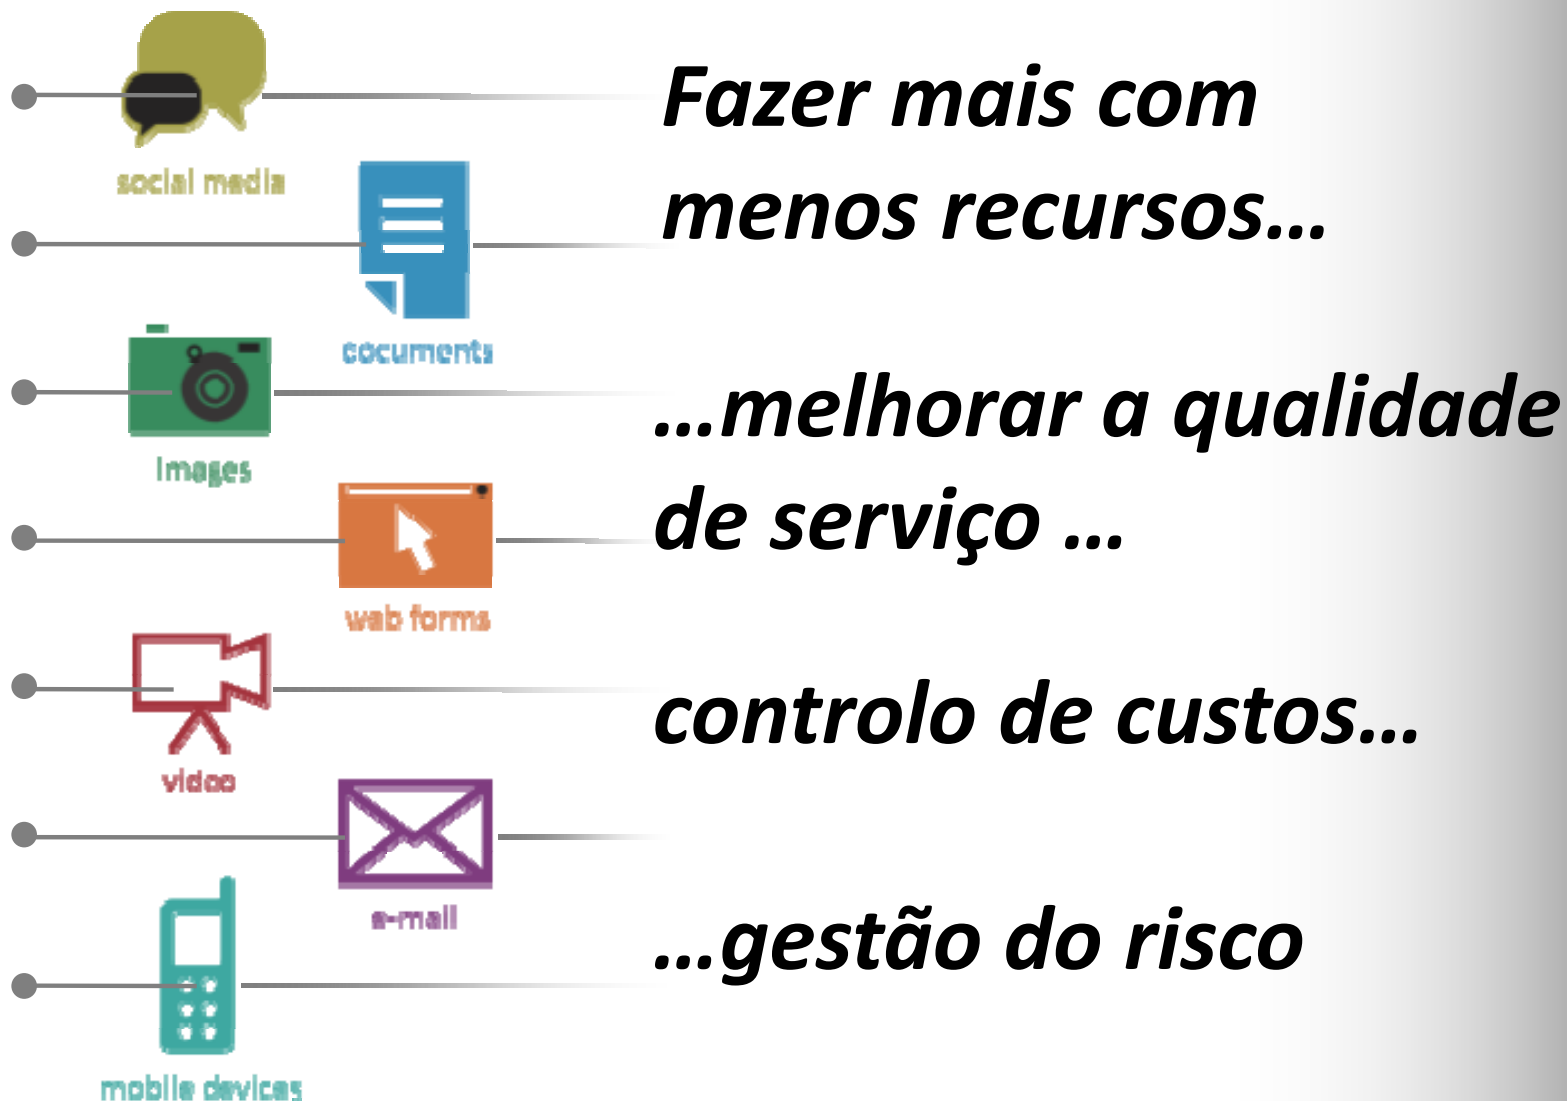 social media
documents
images
web forms
video
e-mail
mobile devices
Fazer mais com
menos recursos...
...melhorar a qualidade
de serviço ...
controlo de custos...
...gestão do risco